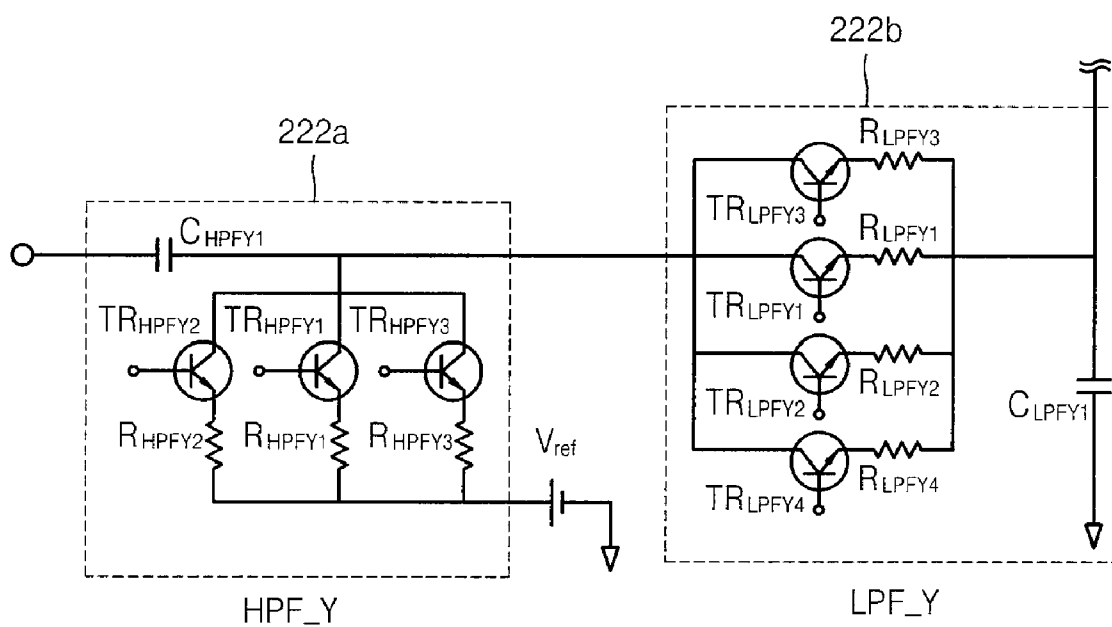 222b
222a
R_LPFY3
C_HPFY1
TR_LPFY3
R_LPFY1
TR_HPFY2 TR_HPFY1 TR_HPFY3
TR_LPFY1
R_LPFY2
TR_LPFY2
C_LPFY1
R_HPFY2 R_HPFY1 R_HPFY3
V_ref
R_LPFY4
TR_LPFY4
HPF_Y
LPF_Y